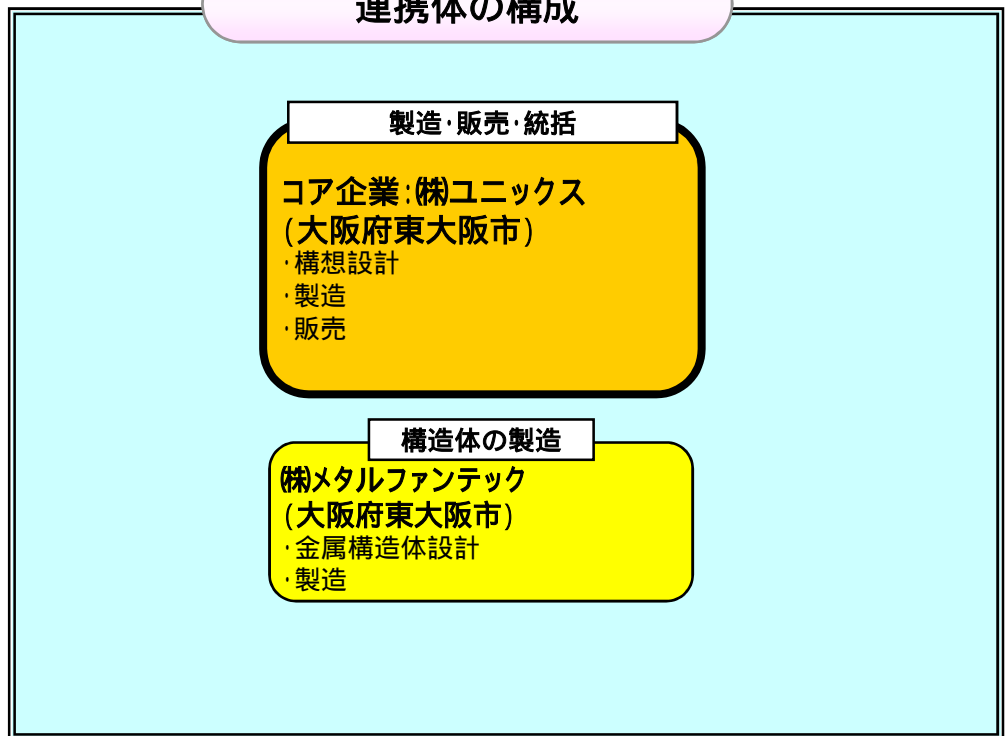 連携体の構成
製造・販売・統括
コア企業：㈱ユニックス
(大阪府東大阪市)
・構想設計
・製造
・販売
構造体の製造
㈱メタルファンテック
(大阪府東大阪市)
・金属構造体設計
・製造